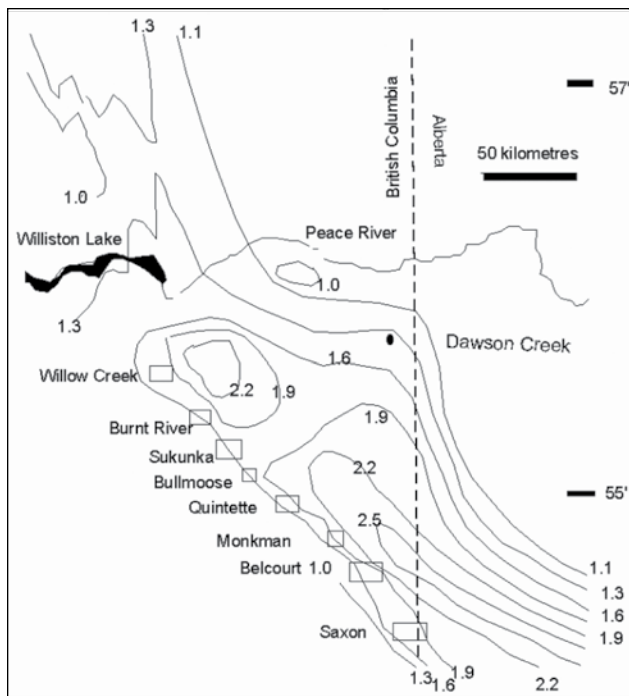 1.3
1.1
57'
British Columbia
Alberta
50 kilometres
1.0
Peace River
Williston Lake
1.0
1.3
Dawson Creek
1.6
Willow Creek
2.2
1.9
Burnt River
1.9
Sukunka
2.2
Bullmoose
55'
Quintette
2.5
Monkman
Belcourt 1.0
1.1
1.3
1.6
Saxon
1.9
1.3
1.6
1.9
2.2